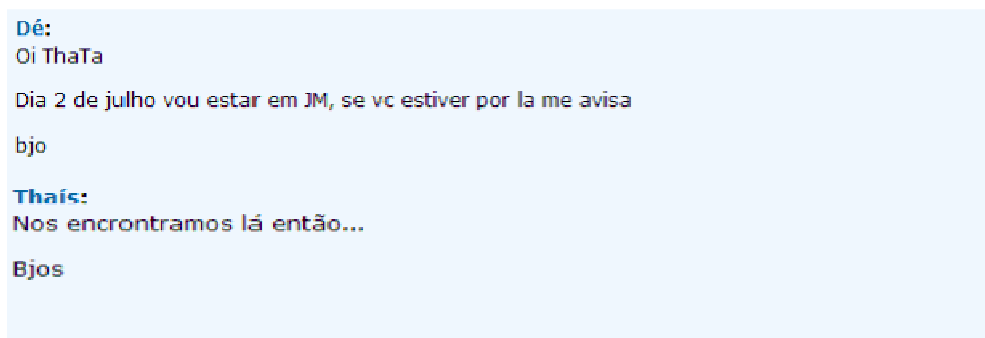 Dé:
Oi ThaTa
Dia 2 de julho vou estar em JM, se vc estiver por la me avisa
bjo
Thaís:
Nos encrontramos lá então...
Bjos